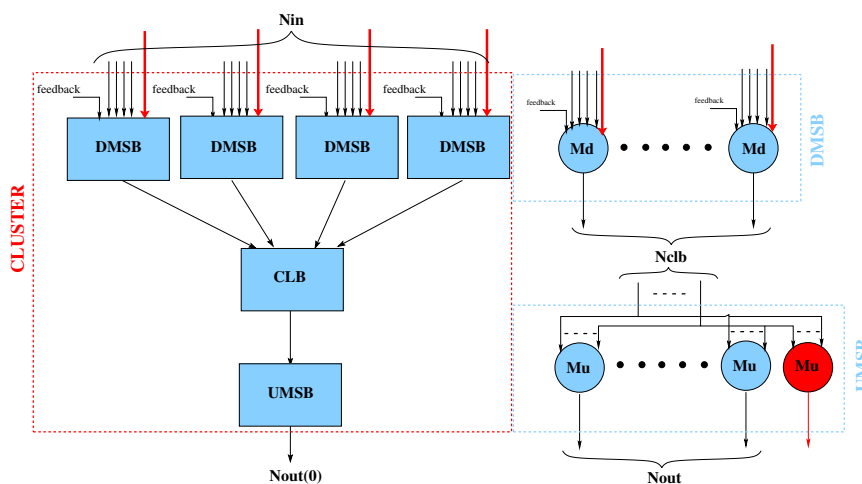 Nin
feedback
feedback
feedback
feedback
DMSB
DMSB
DMSB
DMSB
CLUSTER
CLB
UMSB
Nout(0)
feedback
feedback
Md
Md
DMSB
Nclb
Mu
Mu
Mu
UMSB
Nout